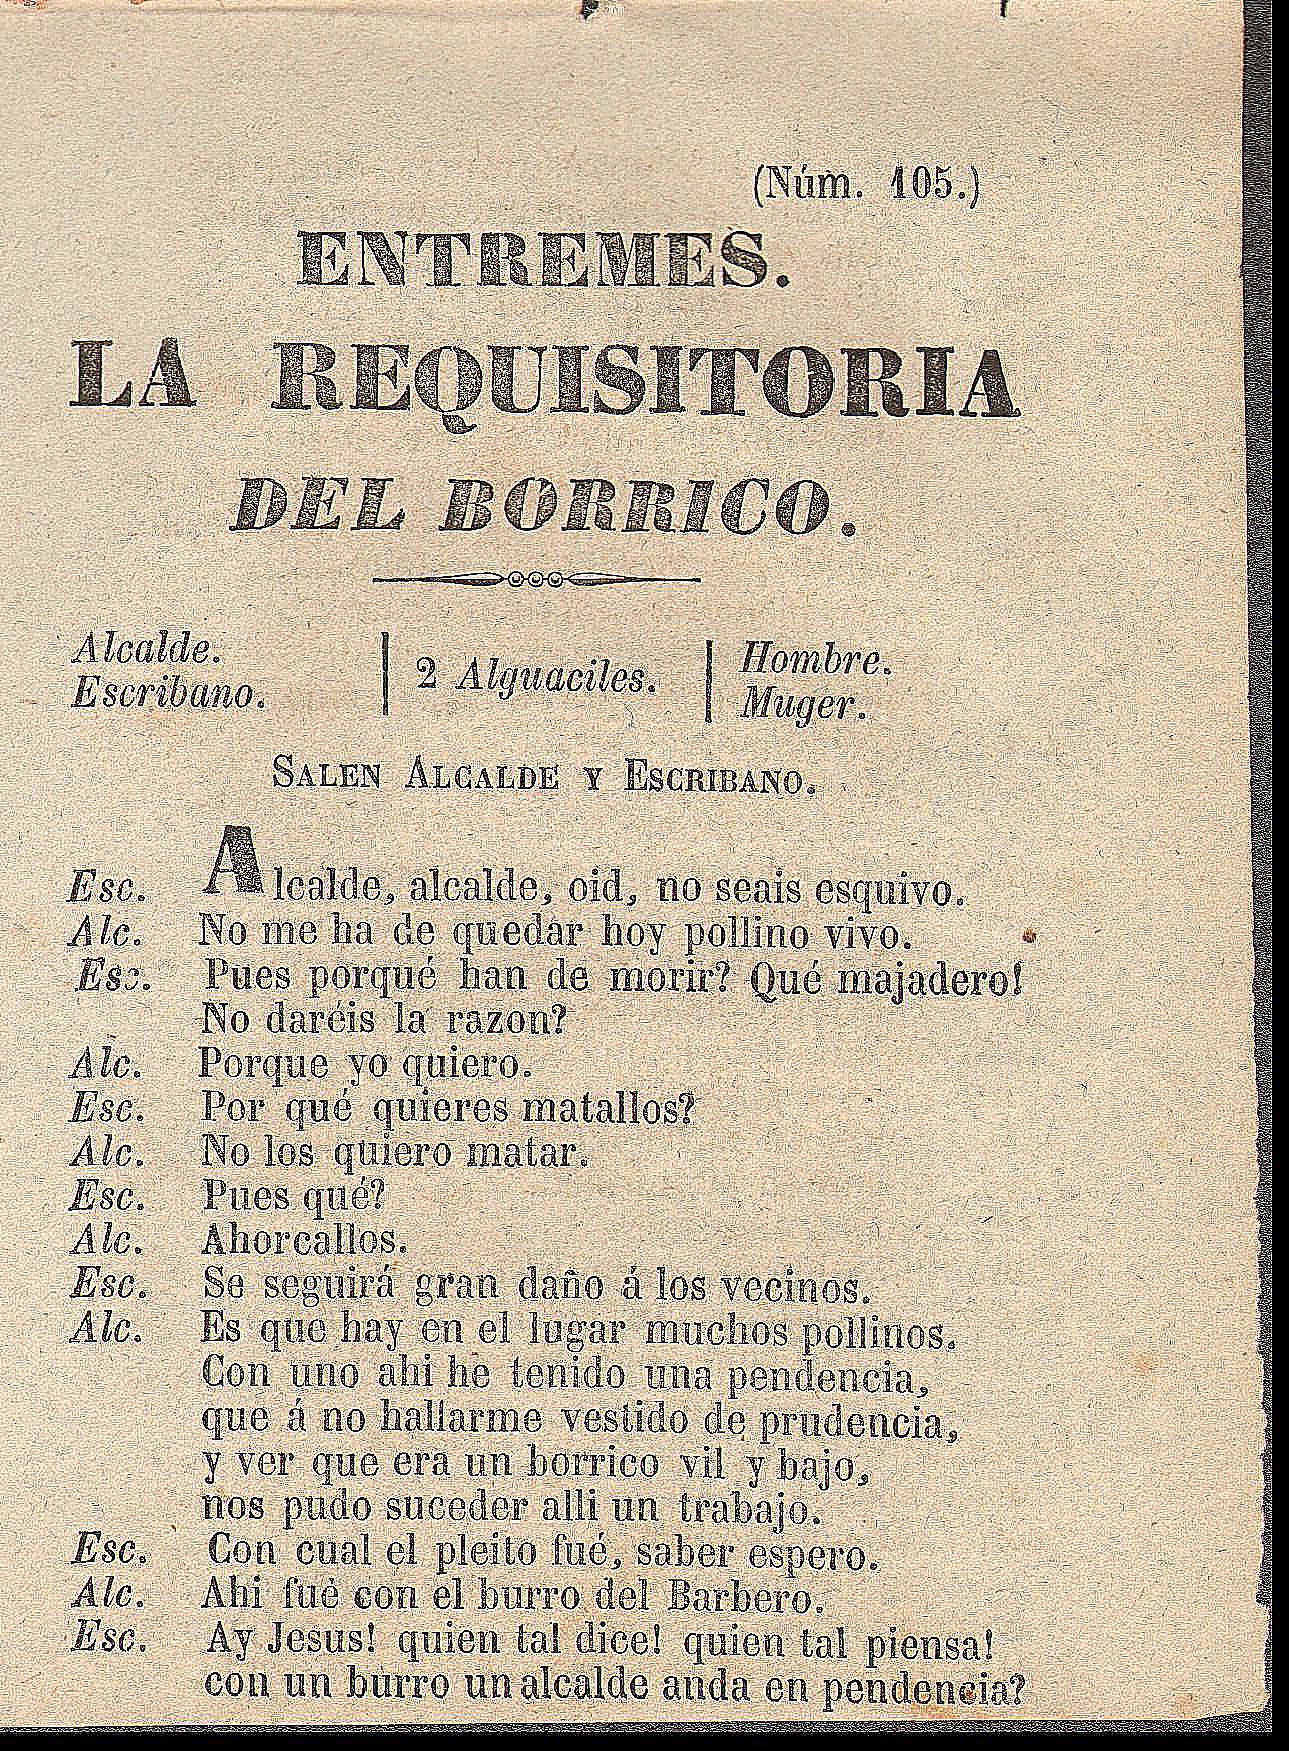 (Núm. 105.)
ENTREMES.
LA REQUISITORIA
DEL BORRICO.
Alcalde.
Escribano.
2 Alguaciles.
Hombre.
Muger.
SALEN ALCALDE Y ESCRIBANO.
Esc. Alcalde, alcalde, oid, no seais esquivo.
Alc. No me ha de quedar hoy pollino vivo.
Esc. Pues porqué han de morir? Qué majadero!
No daréis la razon?
Alc. Porque yo quiero.
Esc. Por qué quieres matallos?
Alc. No los quiero matar.
Esc. Pues qué?
Alc. Ahorcallos.
Esc. Se seguirá gran daño á los vecinos.
Alc. Es que hay en el lugar muchos pollinos.
Con uno ahi he tenido una pendencia,
que á no hallarme vestido de prudencia,
y ver que era un borrico vil y bajo,
nos pudo suceder alli un trabajo.
Esc. Con cual el pleito fué, saber espero.
Alc. Ahi fué con el burro del Barbero.
Esc. Ay Jesus! quien tal dice! quien tal piensa!
con un burro un alcalde anda en pendencia?